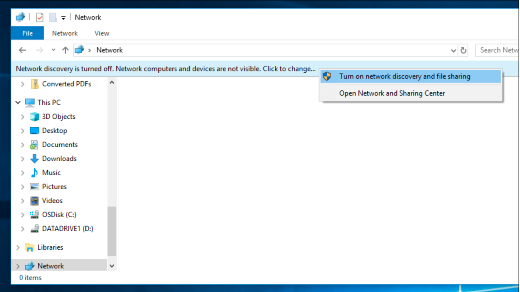 Network
File
Network
View
Network
Search Netw
Network discovery is turned off. Network computers and devices are not visible. Click to change...
Turn on network discovery and file sharing
Open Network and Sharing Center
Converted PDFs
This PC
3D Objects
Desktop
Documents
Downloads
Music
Pictures
Videos
OSDisk (C:)
DATADRIVE1 (D:)
Libraries
Network
0 items